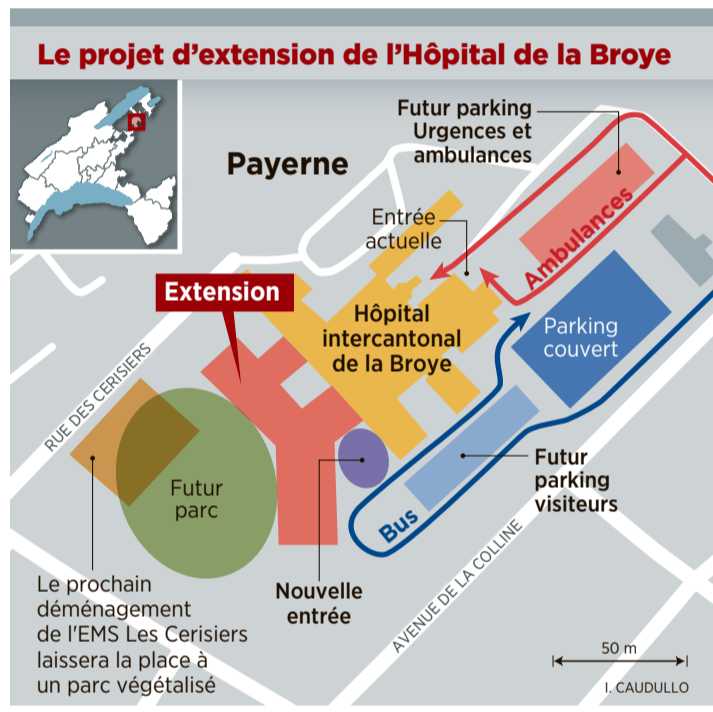 Le projet d'extension de l'Hôpital de la Broye
Futur parking
Urgences et
ambulances
Payerne
Entrée
actuelle
Ambulances
Extension
Hôpital
intercantonal
de la Broye
Parking
couvert
RUE DES CERISIERS
Futur
parc
Futur
parking
visiteurs
Bus
Nouvelle
entrée
AVENUE DE LA COLLINE
Le prochain
déménagement
de l'EMS Les Cerisiers
laissera la place à
un parc végétalisé
50 m
I. CAUDULLO